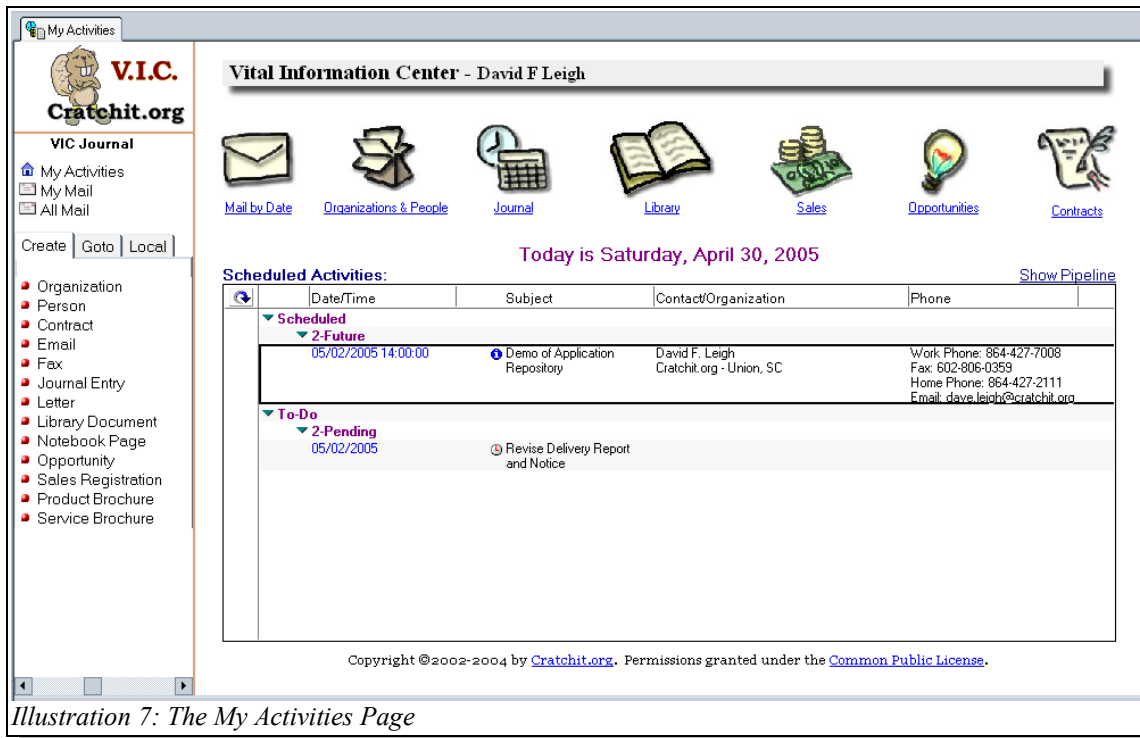 My Activities
V.I.C.
Cratchit.org
VIC Journal
My Activities
My Mail
All Mail
Create Goto Local
Organization
Person
Contract
Email
Fax
Journal Entry
Letter
Library Document
Notebook Page
Opportunity
Sales Registration
Product Brochure
Service Brochure
Vital Information Center - David F Leigh
Mail by Date Organizations & People Journal Library Sales Opportunities Contracts
Today is Saturday, April 30, 2005
Scheduled Activities: Show Pipeline
Date/Time Subject Contact/Organization Phone
Scheduled
2-Future
05/02/2005 14:00:00 Demo of Application David F. Leigh Work Phone: 864-427-7008
Repository Cratchit.org - Union, SC Fax: 602-806-0359
Home Phone: 864-427-2111
Email: dave.leigh@cratchit.org
To-Do
2-Pending
05/02/2005 Revise Delivery Report
and Notice
Copyright ©2002-2004 by Cratchit.org. Permissions granted under the Common Public License.
Illustration 7: The My Activities Page